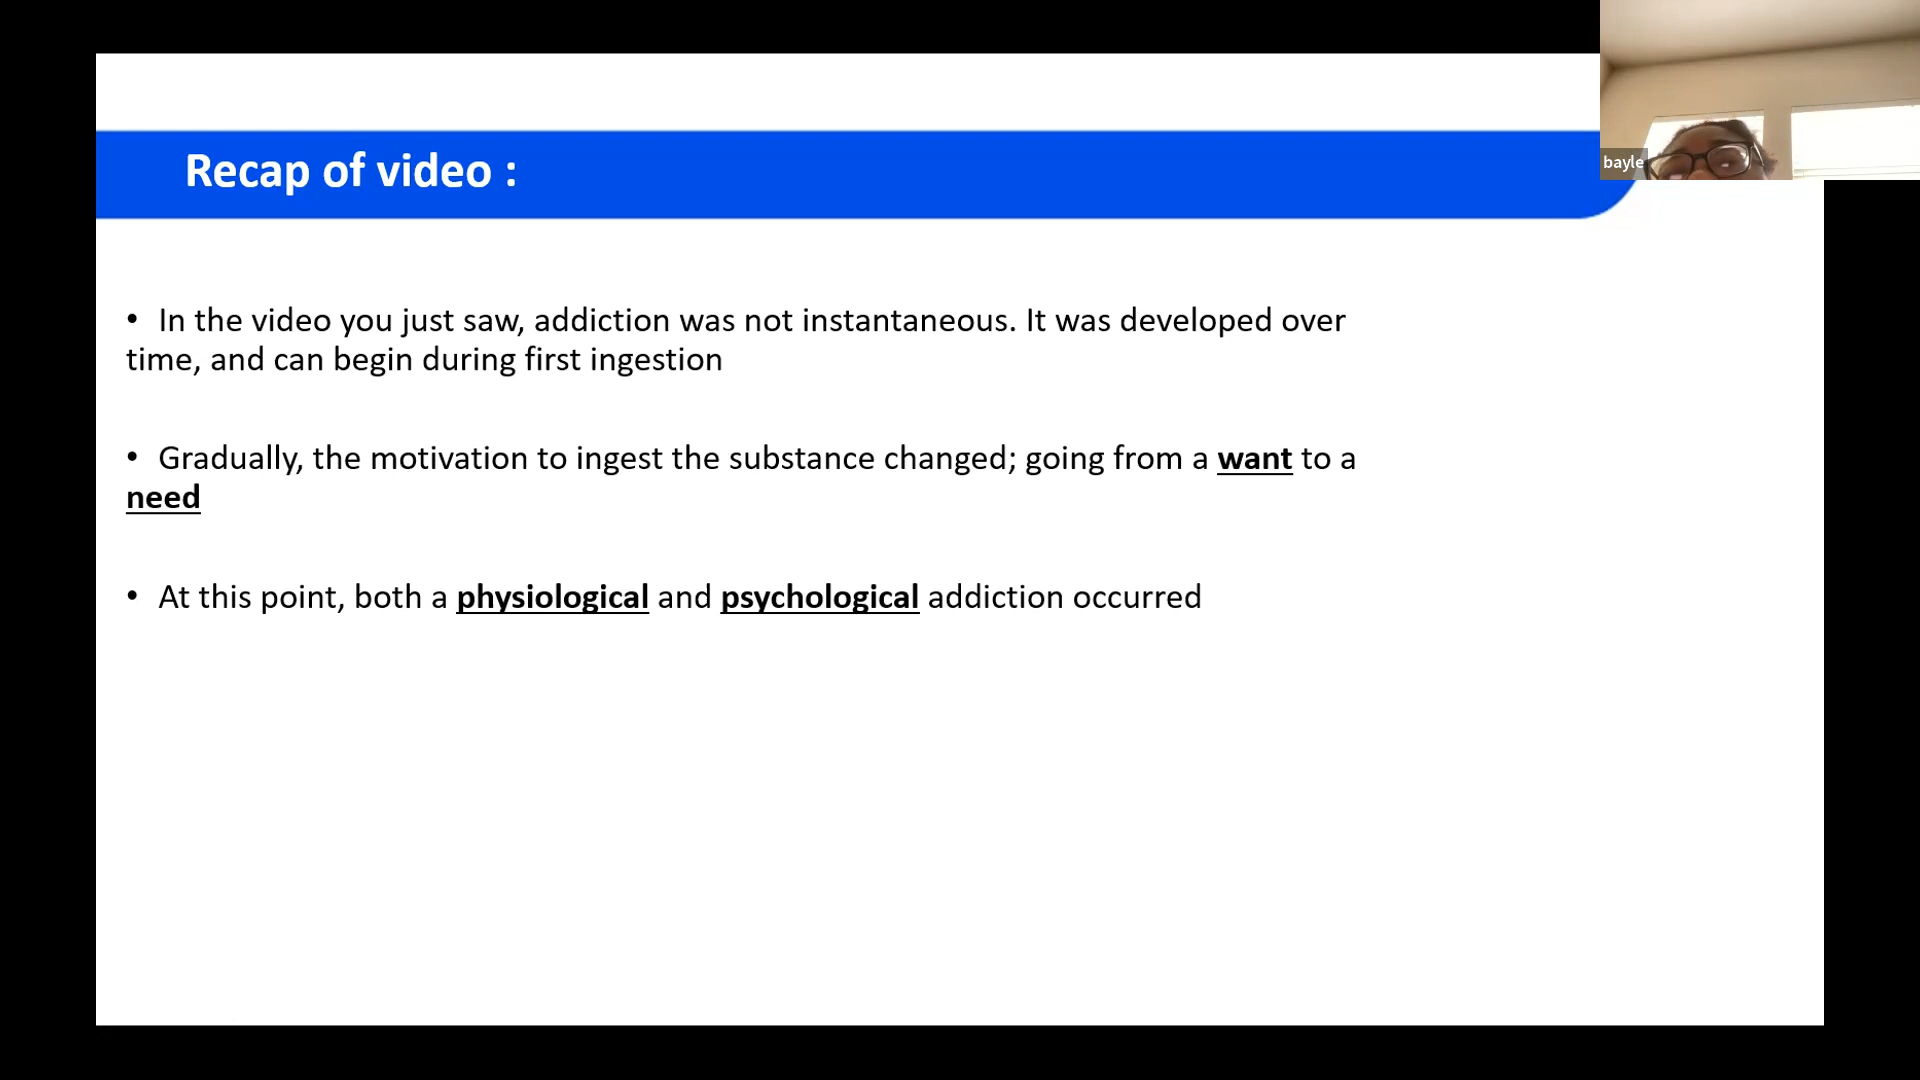 Recap of video :
bayle
• In the video you just saw, addiction was not instantaneous. It was developed over
time, and can begin during first ingestion
• Gradually, the motivation to ingest the substance changed; going from a want to a
need
• At this point, both a physiological and psychological addiction occurred